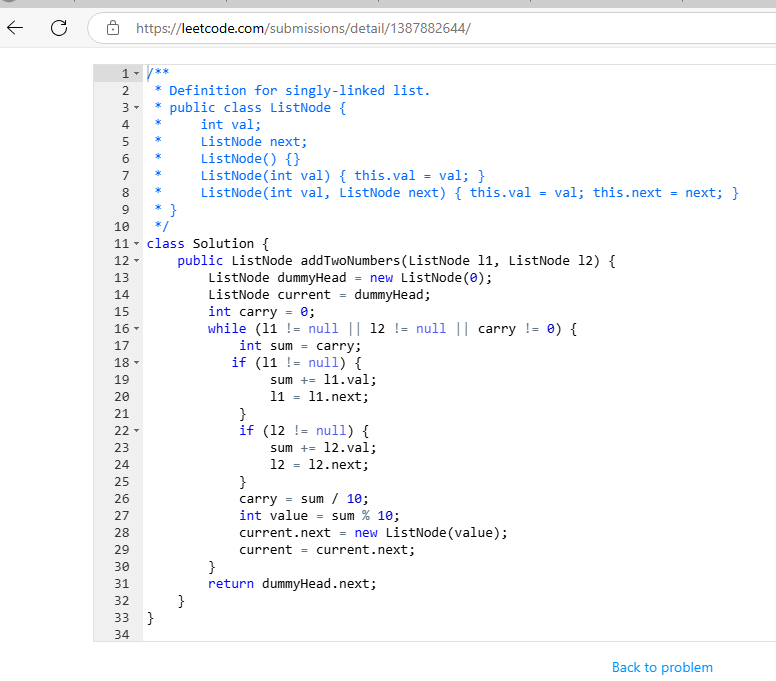 https://leetcode.com/submissions/detail/1387882644/
1 /**
2  * Definition for singly-linked list.
3  * public class ListNode {
4  *     int val;
5  *     ListNode next;
6  *     ListNode() {}
7  *     ListNode(int val) { this.val = val; }
8  *     ListNode(int val, ListNode next) { this.val = val; this.next = next; }
9  * }
10  */
11 class Solution {
12     public ListNode addTwoNumbers(ListNode l1, ListNode l2) {
13         ListNode dummyHead = new ListNode(0);
14         ListNode current = dummyHead;
15         int carry = 0;
16         while (l1 != null || l2 != null || carry != 0) {
17             int sum = carry;
18            if (l1 != null) {
19                 sum += l1.val;
20                 l1 = l1.next;
21             }
22             if (l2 != null) {
23                 sum += l2.val;
24                 l2 = l2.next;
25             }
26             carry = sum / 10;
27             int value = sum % 10;
28             current.next = new ListNode(value);
29             current = current.next;
30         }
31         return dummyHead.next;
32     }
33 }
34
Back to problem